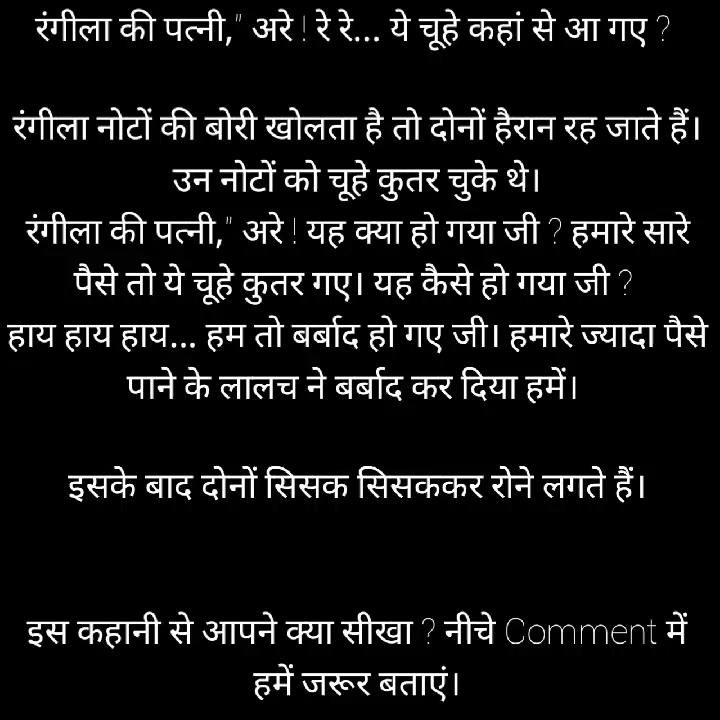 रंगीला की पत्नी," अरे ! रे रे... ये चूहे कहां से आ गए ?
रंगीला नोटों की बोरी खोलता है तो दोनों हैरान रह जाते हैं।
उन नोटों को चूहे कुतर चुके थे।
रंगीला की पत्नी," अरे ! यह क्या हो गया जी ? हमारे सारे
पैसे तो ये चूहे कुतर गए। यह कैसे हो गया जी ?
हाय हाय हाय... हम तो बर्बाद हो गए जी। हमारे ज्यादा पैसे
पाने के लालच ने बर्बाद कर दिया हमें।
इसके बाद दोनों सिसक सिसककर रोने लगते हैं।
इस कहानी से आपने क्या सीखा ? नीचे Comment में
हमें जरूर बताएं।